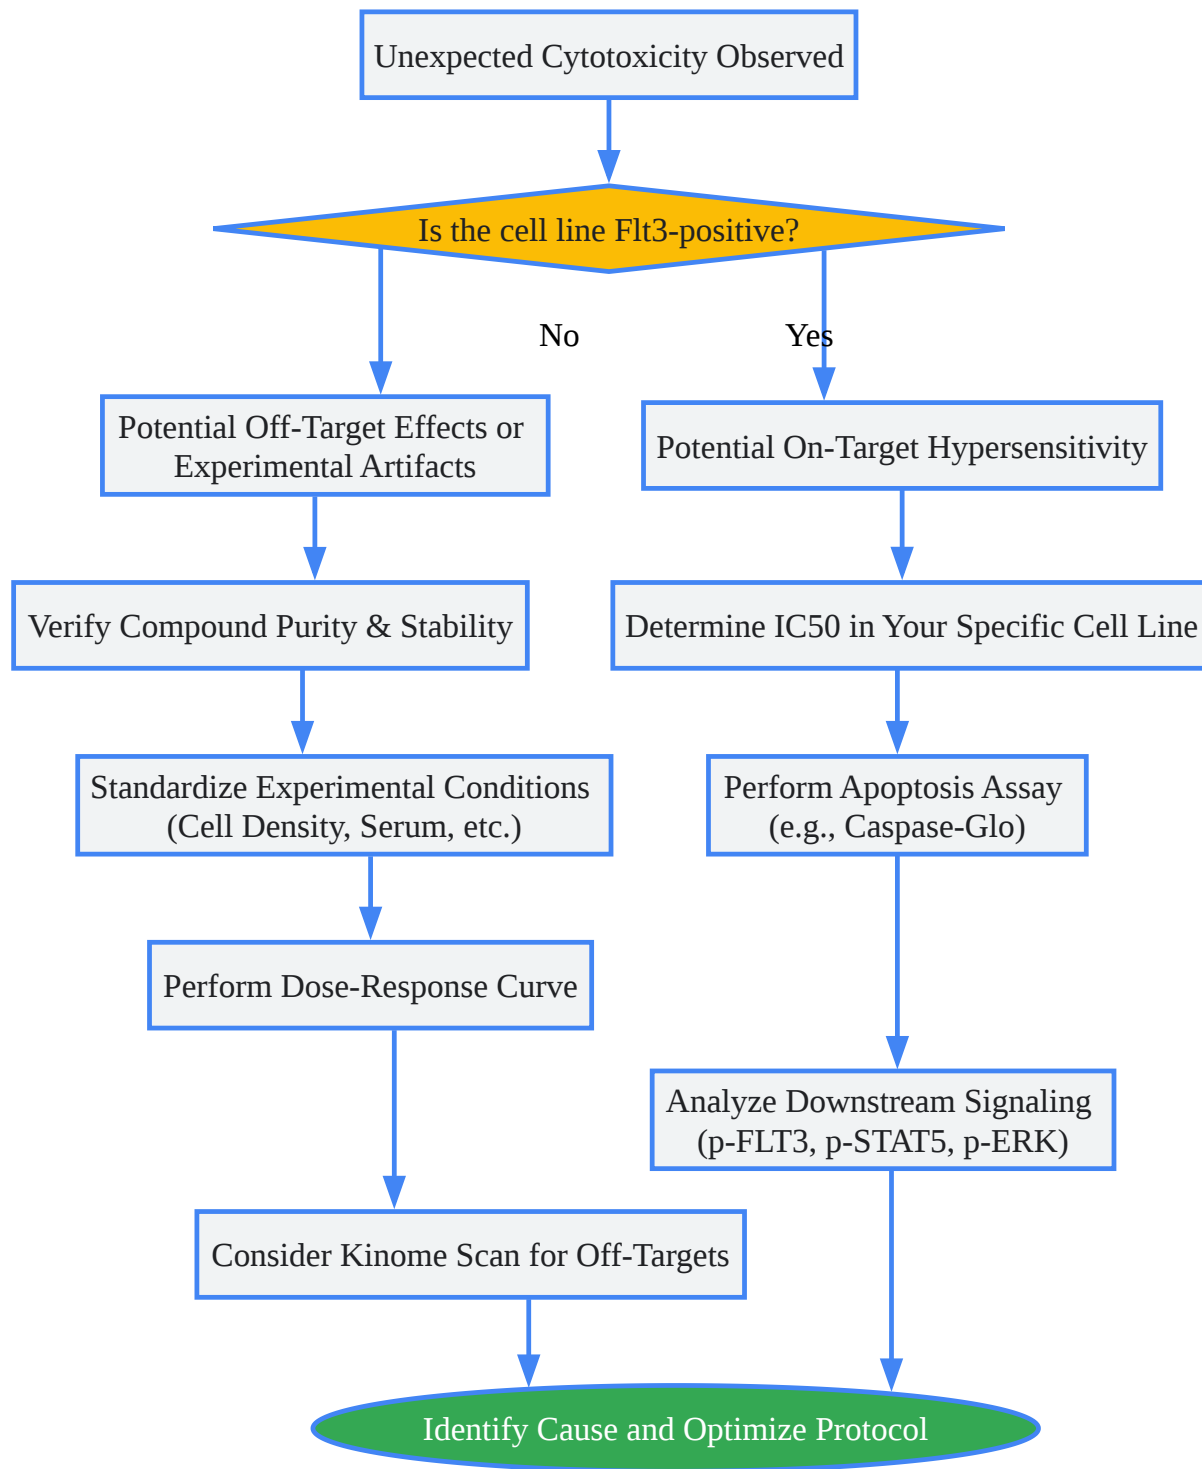 Unexpected Cytotoxicity Observed
Is the cell line Flt3-positive?
No
Yes
Potential Off-Target Effects or
Experimental Artifacts
Potential On-Target Hypersensitivity
Verify Compound Purity & Stability
Determine IC50 in Your Specific Cell Line
Standardize Experimental Conditions
(Cell Density, Serum, etc.)
Perform Apoptosis Assay
(e.g., Caspase-Glo)
Perform Dose-Response Curve
Analyze Downstream Signaling
(p-FLT3, p-STAT5, p-ERK)
Consider Kinome Scan for Off-Targets
Identify Cause and Optimize Protocol